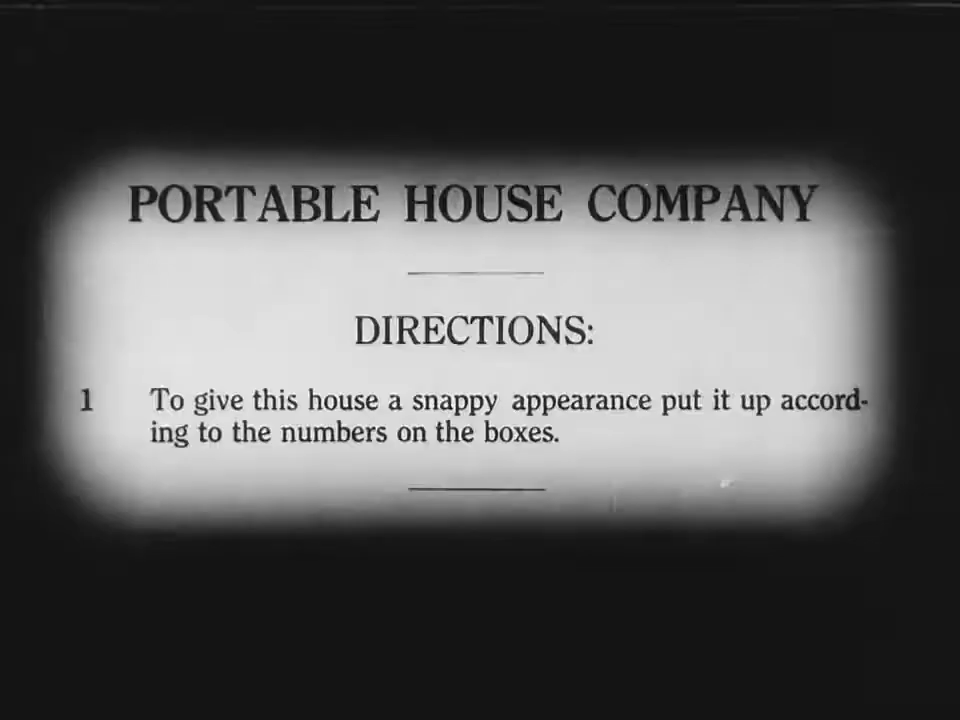 PORTABLE HOUSE COMPANY
DIRECTIONS:
1 To give this house a snappy appearance put it up accord-
ing to the numbers on the boxes.